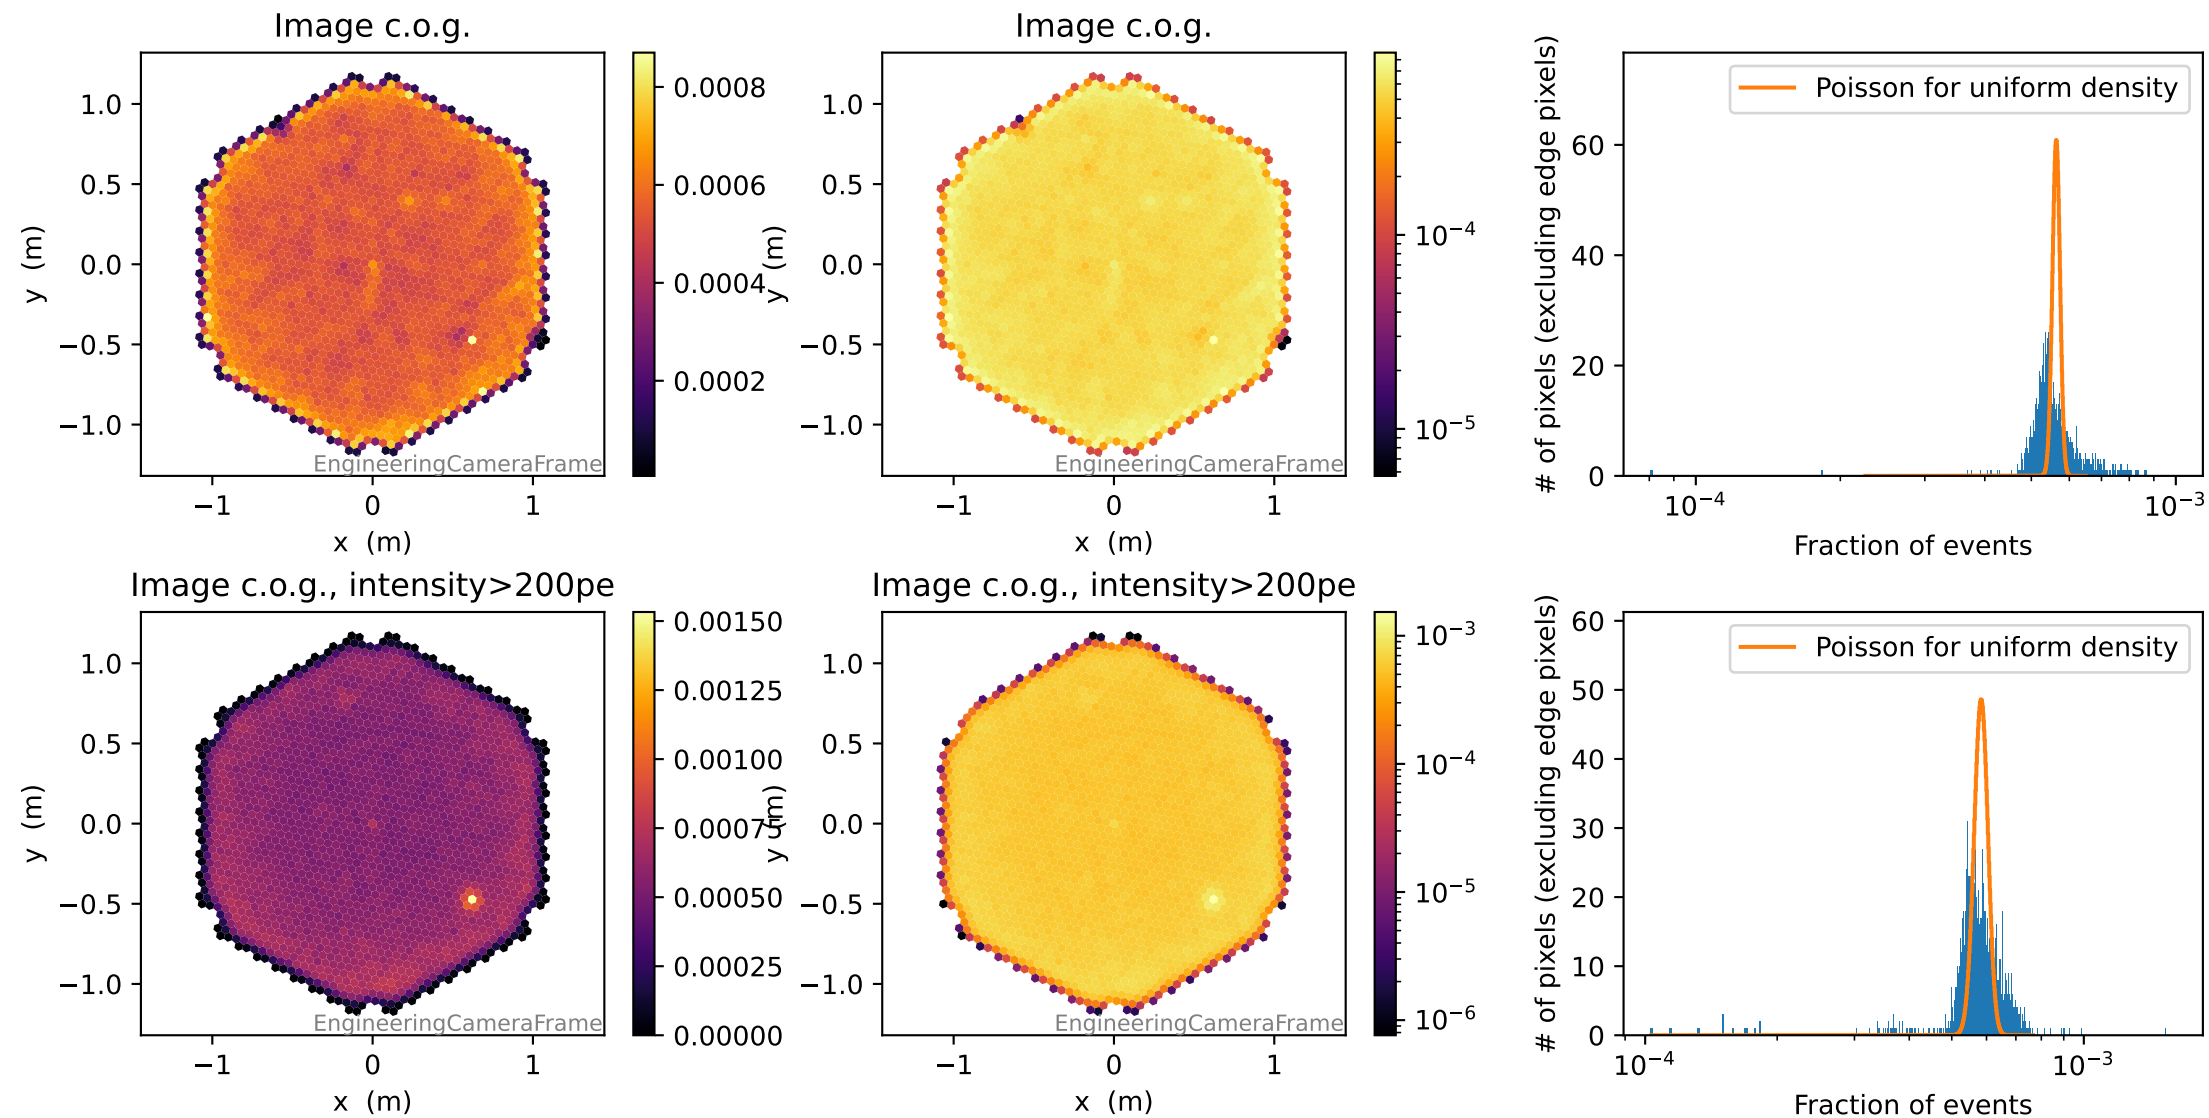 Image c.o.g.
y (m)
1.0
0.5
0.0
−0.5
−1.0
−1
0
1
x (m)
EngineeringCameraFrame
0.0008
0.0006
0.0004
0.0002
Image c.o.g.
y (m)
1.0
0.5
0.0
−0.5
−1.0
−1
0
1
x (m)
EngineeringCameraFrame
10⁻⁴
10⁻⁵
# of pixels (excluding edge pixels)
60
40
20
0
Poisson for uniform density
10⁻⁴
10⁻³
Fraction of events
Image c.o.g., intensity>200pe
y (m)
1.0
0.5
0.0
−0.5
−1.0
−1
0
1
x (m)
EngineeringCameraFrame
0.00150
0.00125
0.00100
0.00075
0.00050
0.00025
0.00000
Image c.o.g., intensity>200pe
y (m)
1.0
0.5
0.0
−0.5
−1.0
−1
0
1
x (m)
EngineeringCameraFrame
10⁻³
10⁻⁴
10⁻⁵
10⁻⁶
# of pixels (excluding edge pixels)
60
50
40
30
20
10
0
Poisson for uniform density
10⁻⁴
10⁻³
Fraction of events